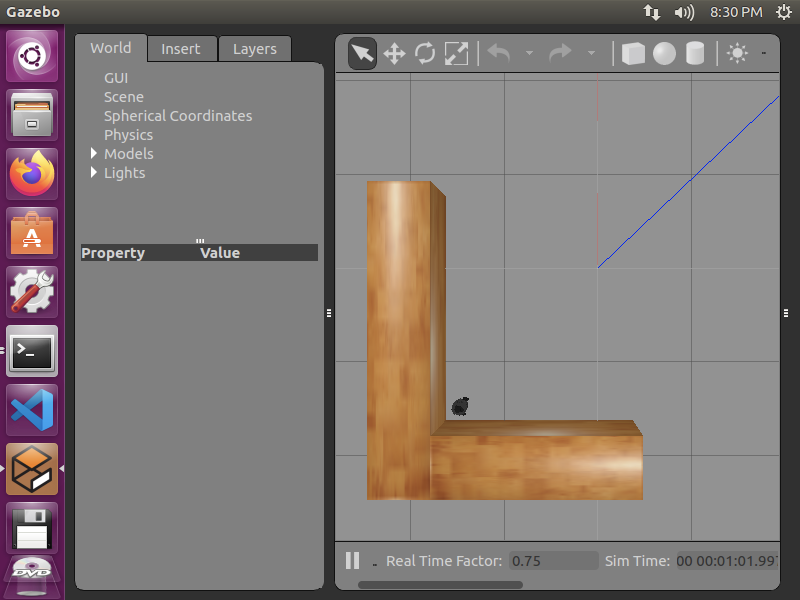 Gazebo
8:30 PM
World
Insert
Layers
GUI
Scene
Spherical Coordinates
Physics
Models
Lights
Property
Value
Real Time Factor:
0.75
Sim Time:
00 00:01:01.997
DVD